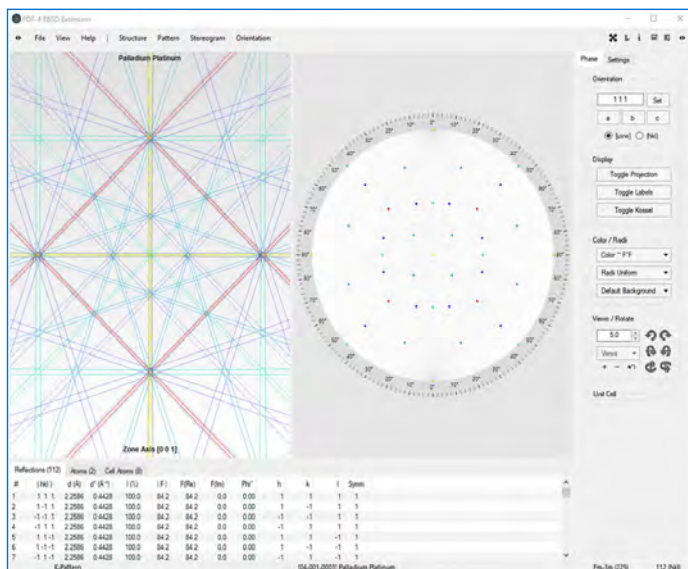 PDF-4 EBSD Extension
File View Help | Structure Pattern Stereogram Orientation
Palladium Platinum
Zone Axis [0 0 1]
Phase Settings
Orientation
1 1 1 Set
a b c
[zone] (hkl)
Display
Toggle Projection
Toggle Labels
Toggle Kossel
Color / Radii
Color ~ F*F
Radii Uniform
Default Background
Views / Rotate
5.0
Views
+ -
Unit Cell
Reflections (112) Atoms (2) Cell Atoms (8)
# (hkl) d (Å) I (%) |F| F(Re) F(Im) Phi° h k l Symm
1 1 1 1 2.2586 0.4428 100.0 84.2 84.2 0.0 0.00 1 1 1 1
2 1 1 -1 2.2586 0.4428 100.0 84.2 84.2 0.0 0.00 1 1 -1 1
3 -1 -1 1 2.2586 0.4428 100.0 84.2 84.2 0.0 0.00 -1 -1 1 1
4 -1 1 1 2.2586 0.4428 100.0 84.2 84.2 0.0 0.00 -1 1 1 1
5 1 -1 -1 2.2586 0.4428 100.0 84.2 84.2 0.0 0.00 1 -1 -1 1
6 1 -1 1 2.2586 0.4428 100.0 84.2 84.2 0.0 0.00 1 -1 1 1
7 -1 1 -1 2.2586 0.4428 100.0 84.2 84.2 0.0 0.00 -1 1 -1 1
K-Pattern Palladium Platinum Fm-3m (225) 112 (hkl)